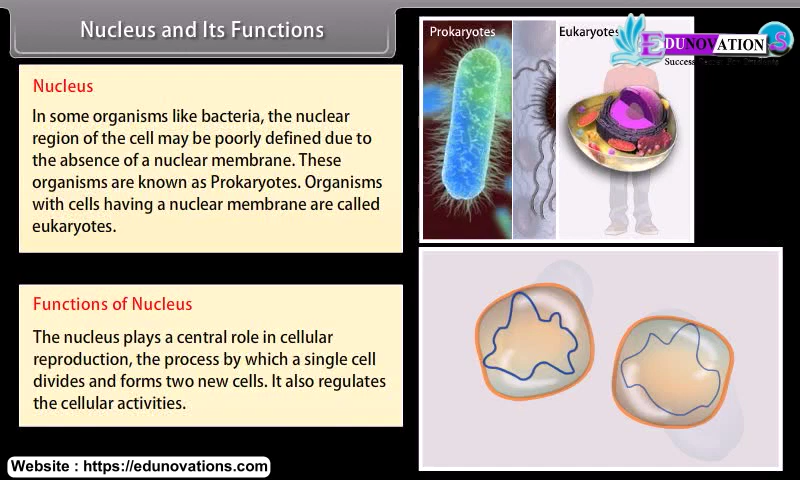 Nucleus and Its Functions
Nucleus
In some organisms like bacteria, the nuclear
region of the cell may be poorly defined due to
the absence of a nuclear membrane. These
organisms are known as Prokaryotes. Organisms
with cells having a nuclear membrane are called
eukaryotes.
Functions of Nucleus
The nucleus plays a central role in cellular
reproduction, the process by which a single cell
divides and forms two new cells. It also regulates
the cellular activities.
Prokaryotes
Eukaryotes
EDUNOVATIONS
Success
Website : https://edunovations.com